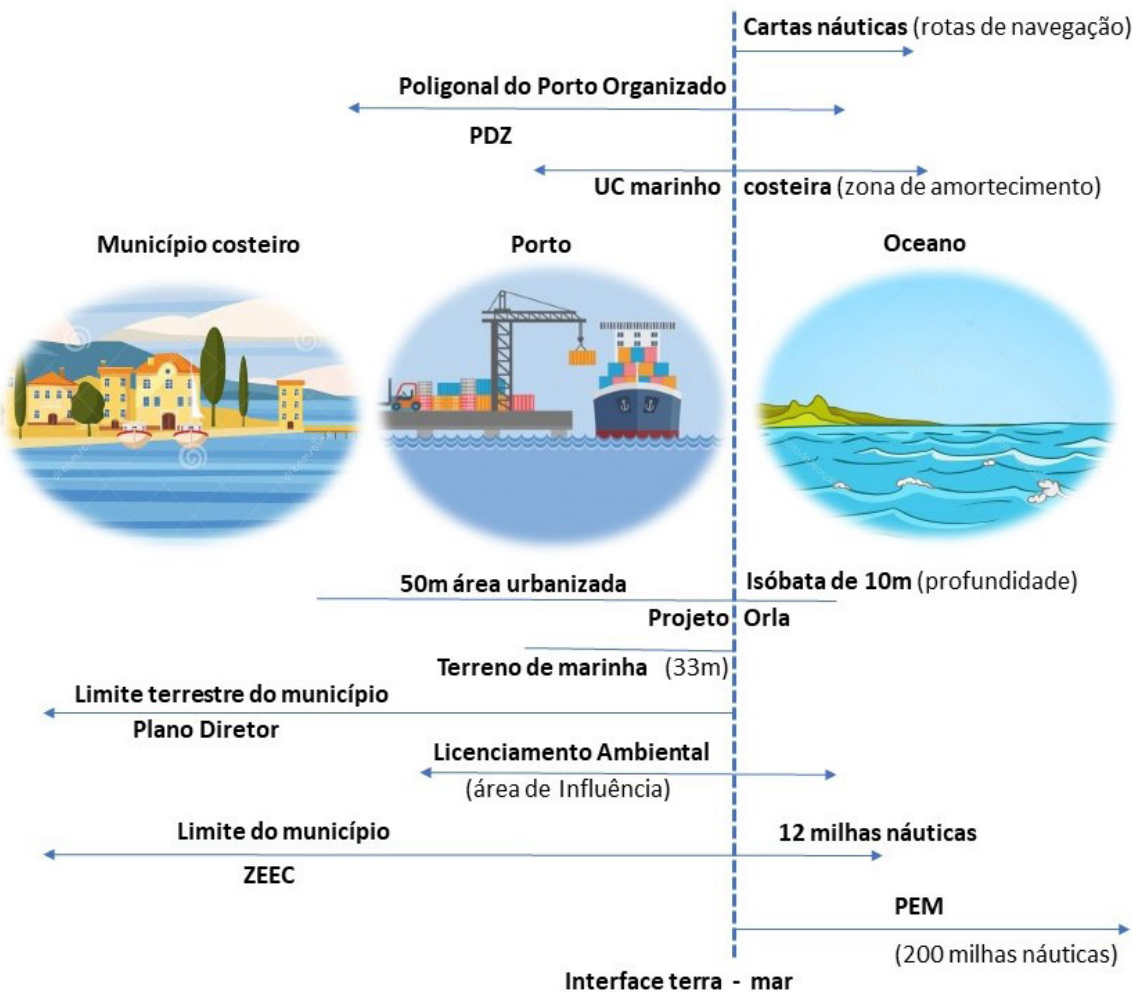 Cartas náuticas (rotas de navegação)
Poligonal do Porto Organizado
PDZ
UC marinho costeira (zona de amortecimento)
Município costeiro Porto Oceano
50m área urbanizada Isóbata de 10m (profundidade)
Projeto Orla
Terreno de marinha (33m)
Limite terrestre do município
Plano Diretor
Licenciamento Ambiental
(área de Influência)
Limite do município 12 milhas náuticas
ZEEC
PEM
(200 milhas náuticas)
Interface terra - mar